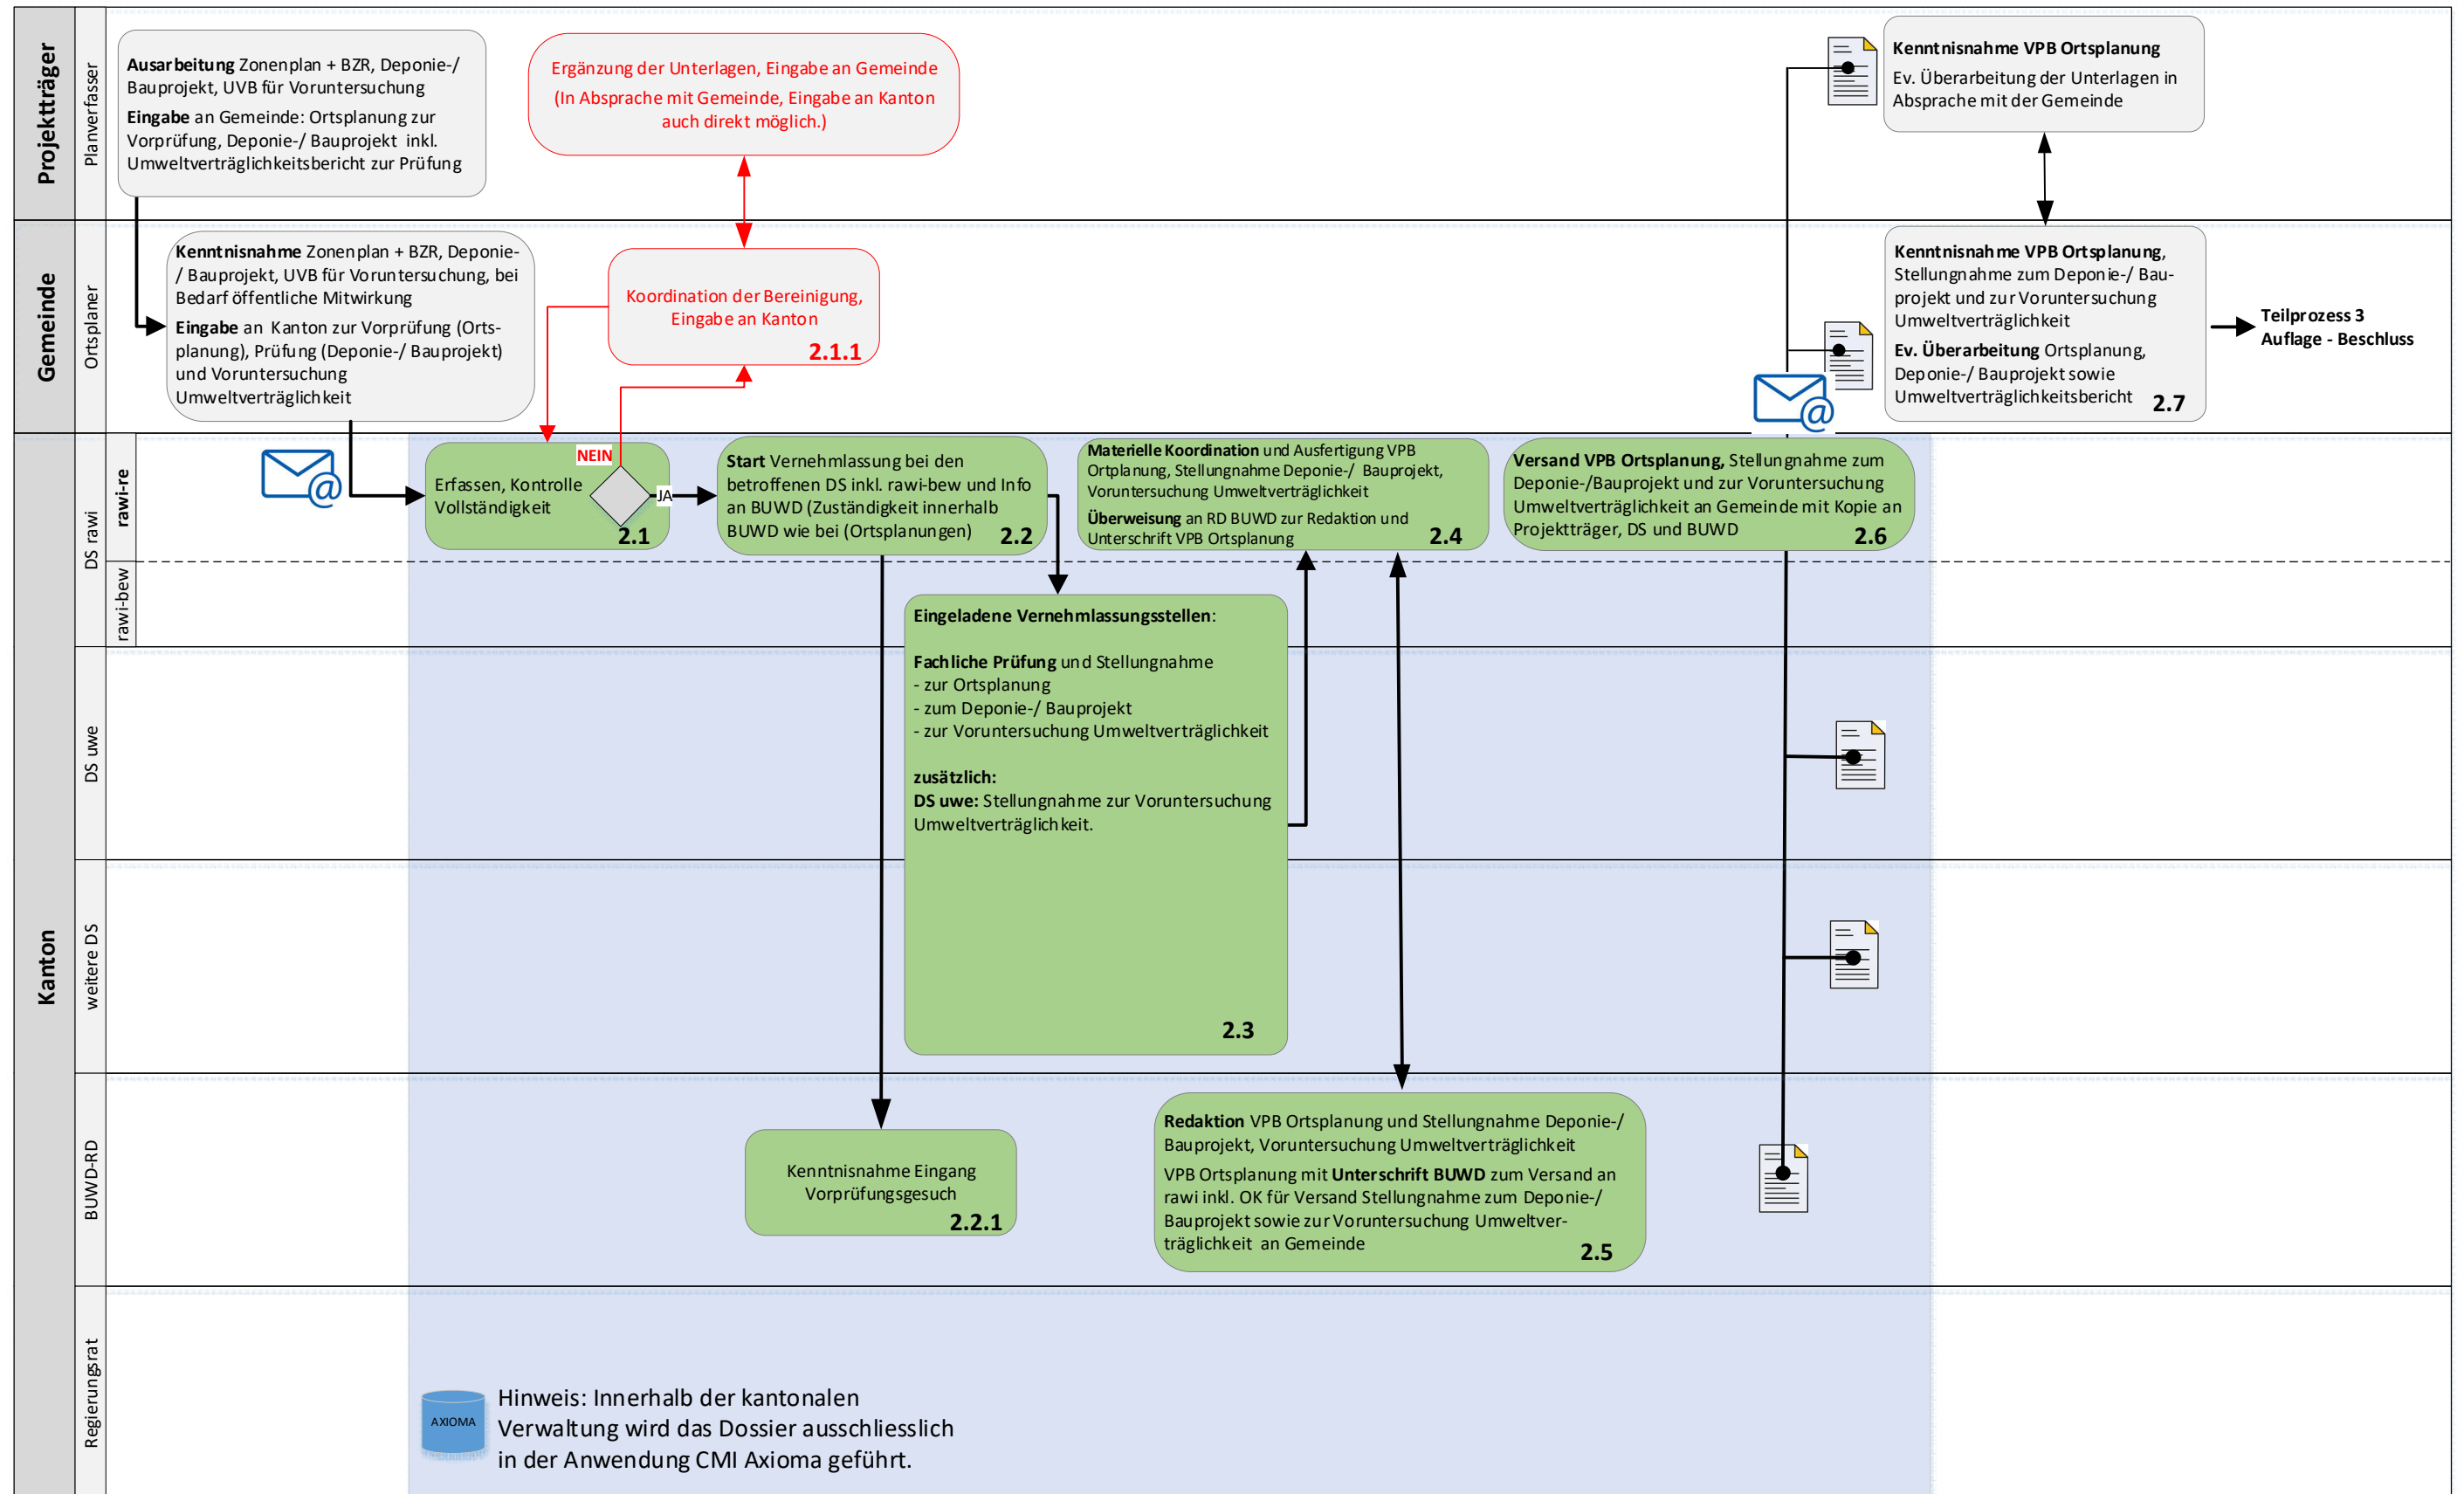 Projektträger
Planverfasser
Ausarbeitung Zonenplan + BZR, Deponie-/
Bauprojekt, UVB für Voruntersuchung
Eingabe an Gemeinde: Ortsplanung zur
Vorprüfung, Deponie-/ Bauprojekt inkl.
Umweltverträglichkeitsbericht zur Prüfung
Ergänzung der Unterlagen, Eingabe an Gemeinde
(In Absprache mit Gemeinde, Eingabe an Kanton
auch direkt möglich.)
Kenntnisnahme VPB Ortsplanung
Ev. Überarbeitung der Unterlagen in
Absprache mit der Gemeinde
Gemeinde
Ortsplaner
Kenntnisnahme Zonenplan + BZR, Deponie-
/ Bauprojekt, UVB für Voruntersuchung, bei
Bedarf öffentliche Mitwirkung
Eingabe an Kanton zur Vorprüfung (Orts-
planung), Prüfung (Deponie-/ Bauprojekt)
und Voruntersuchung
Umweltverträglichkeit
Koordination der Bereinigung,
Eingabe an Kanton
2.1.1
Kenntnisnahme VPB Ortsplanung,
Stellungnahme zum Deponie-/ Bau-
projekt und zur Voruntersuchung
Umweltverträglichkeit
Ev. Überarbeitung Ortsplanung,
Deponie-/ Bauprojekt sowie
Umweltverträglichkeitsbericht
2.7
Teilprozess 3
Auflage - Beschluss
Kanton
DS rawi
rawi-re
@
Erfassen, Kontrolle
Vollständigkeit
NEIN
JA
2.1
Start Vernehmlassung bei den
betroffenen DS inkl. rawi-bew und Info
an BUWD (Zuständigkeit innerhalb
BUWD wie bei (Ortsplanungen)
2.2
Materielle Koordination und Ausfertigung VPB
Ortplanung, Stellungnahme Deponie-/ Bauprojekt,
Voruntersuchung Umweltverträglichkeit
Überweisung an RD BUWD zur Redaktion und
Unterschrift VPB Ortsplanung
2.4
@
Versand VPB Ortsplanung, Stellungnahme zum
Deponie-/Bauprojekt und zur Voruntersuchung
Umweltverträglichkeit an Gemeinde mit Kopie an
Projektträger, DS und BUWD
2.6
rawi-bew
Eingeladene Vernehmlassungsstellen:
Fachliche Prüfung und Stellungnahme
- zur Ortsplanung
- zum Deponie-/ Bauprojekt
- zur Voruntersuchung Umweltverträglichkeit
zusätzlich:
DS uwe: Stellungnahme zur Voruntersuchung
Umweltverträglichkeit.
2.3
DS uwe
weitere DS
BUWD-RD
Kenntnisnahme Eingang
Vorprüfungsgesuch
2.2.1
Redaktion VPB Ortsplanung und Stellungnahme Deponie-/
Bauprojekt, Voruntersuchung Umweltverträglichkeit
VPB Ortsplanung mit Unterschrift BUWD zum Versand an
rawi inkl. OK für Versand Stellungnahme zum Deponie-/
Bauprojekt sowie zur Voruntersuchung Umweltver-
träglichkeit an Gemeinde
2.5
Regierungsrat
AXIOMA
Hinweis: Innerhalb der kantonalen
Verwaltung wird das Dossier ausschliesslich
in der Anwendung CMI Axioma geführt.